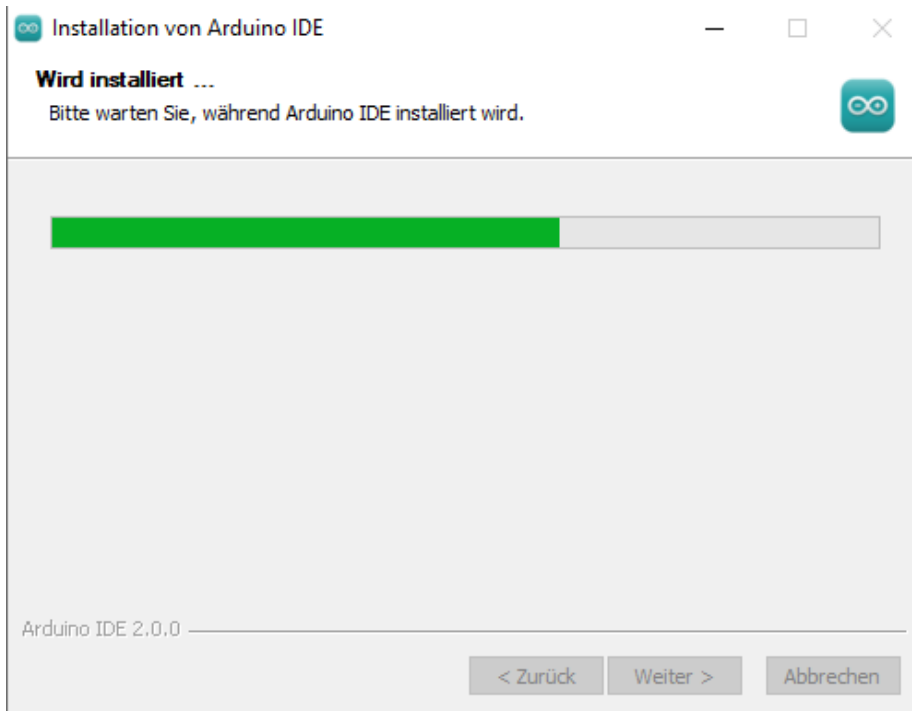 Installation von Arduino IDE
Wird installiert ...
Bitte warten Sie, während Arduino IDE installiert wird.
Arduino IDE 2.0.0
< Zurück
Weiter >
Abbrechen